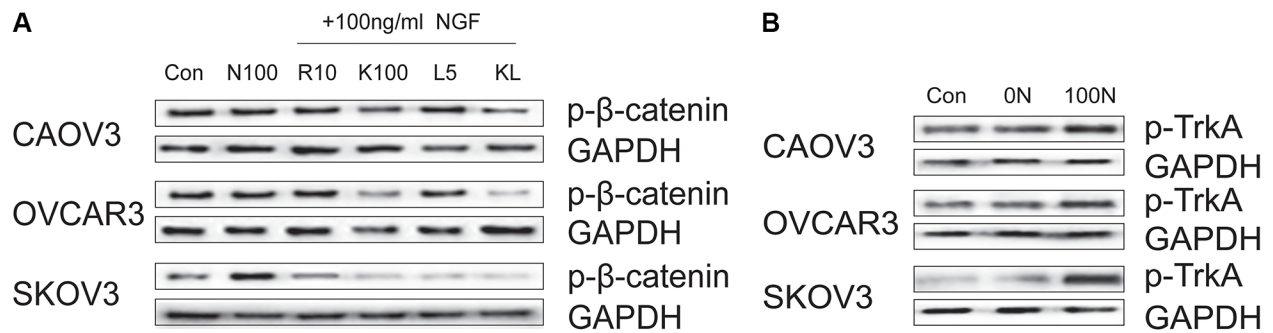 A
+100ng/ml NGF
Con N100 R10 K100 L5 KL
CAOV3
p-β-catenin
GAPDH
OVCAR3
p-β-catenin
GAPDH
SKOV3
p-β-catenin
GAPDH
B
Con 0N 100N
CAOV3
p-TrkA
GAPDH
OVCAR3
p-TrkA
GAPDH
SKOV3
p-TrkA
GAPDH